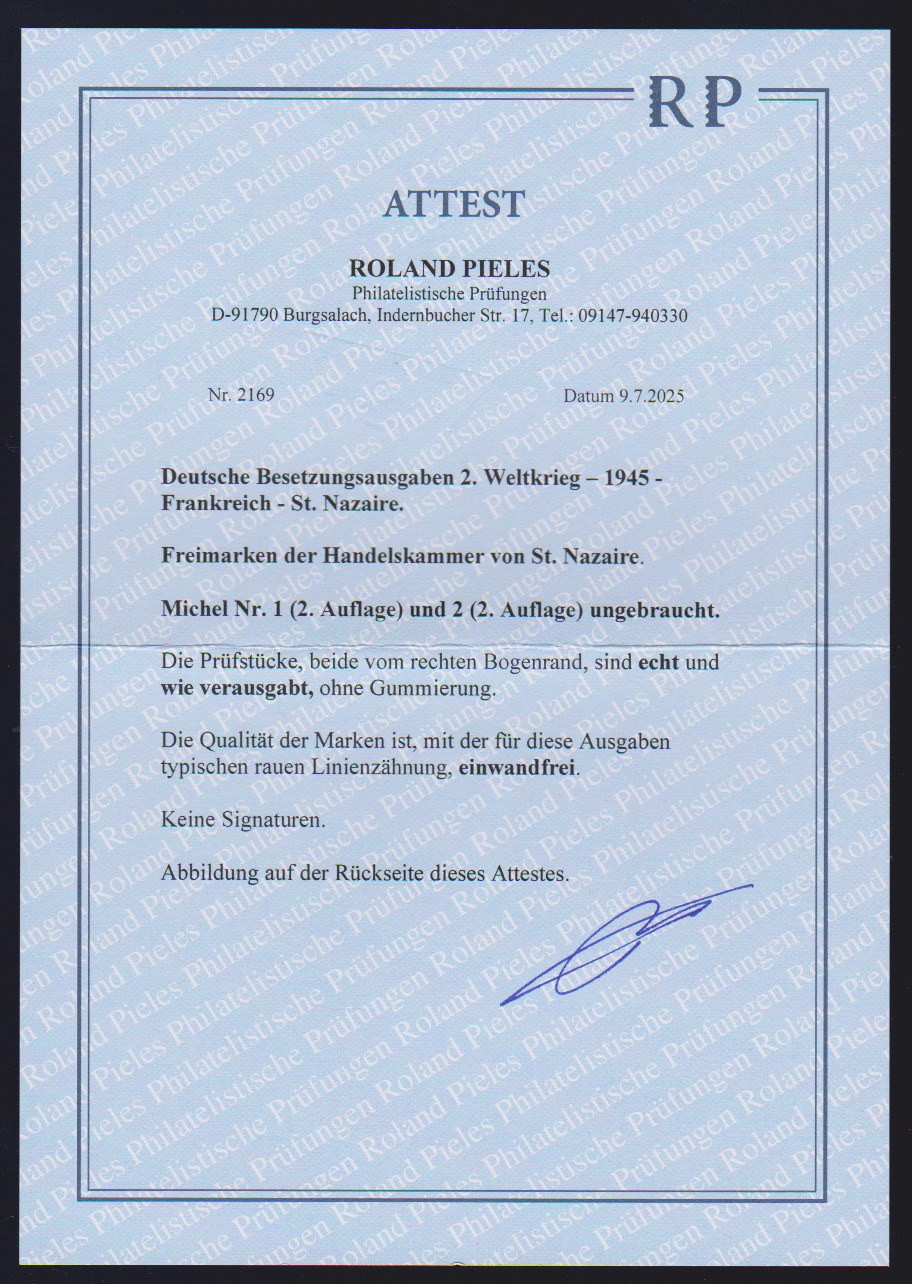 RP
ATTEST
ROLAND PIELES
Philatelistische Prüfungen
D-91790 Burgsalach, Indernbucher Str. 17, Tel.: 09147-940330
Nr. 2169
Datum 9.7.2025
Deutsche Besetzungsausgaben 2. Weltkrieg – 1945 -
Frankreich - St. Nazaire.
Freimarken der Handelskammer von St. Nazaire.
Michel Nr. 1 (2. Auflage) und 2 (2. Auflage) ungebraucht.
Die Prüfstücke, beide vom rechten Bogenrand, sind echt und
wie verausgabt, ohne Gummierung.
Die Qualität der Marken ist, mit der für diese Ausgaben
typischen rauen Linienzähnung, einwandfrei.
Keine Signaturen.
Abbildung auf der Rückseite dieses Attestes.